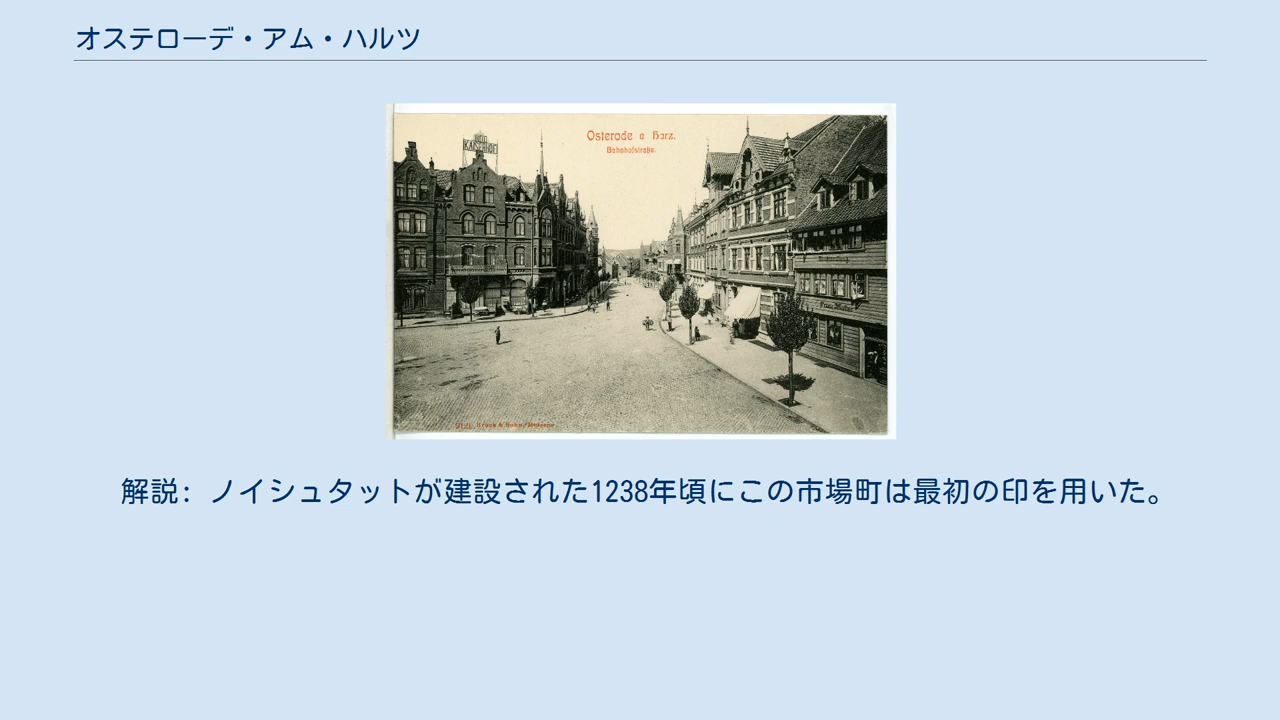 オステローデ・アム・ハルツ
HOTEL
KAISERHOF
Osterode a Harz.
Bahnhofstraße.
解説: ノイシュタットが建設された1238年頃にこの市場町は最初の印を用いた。